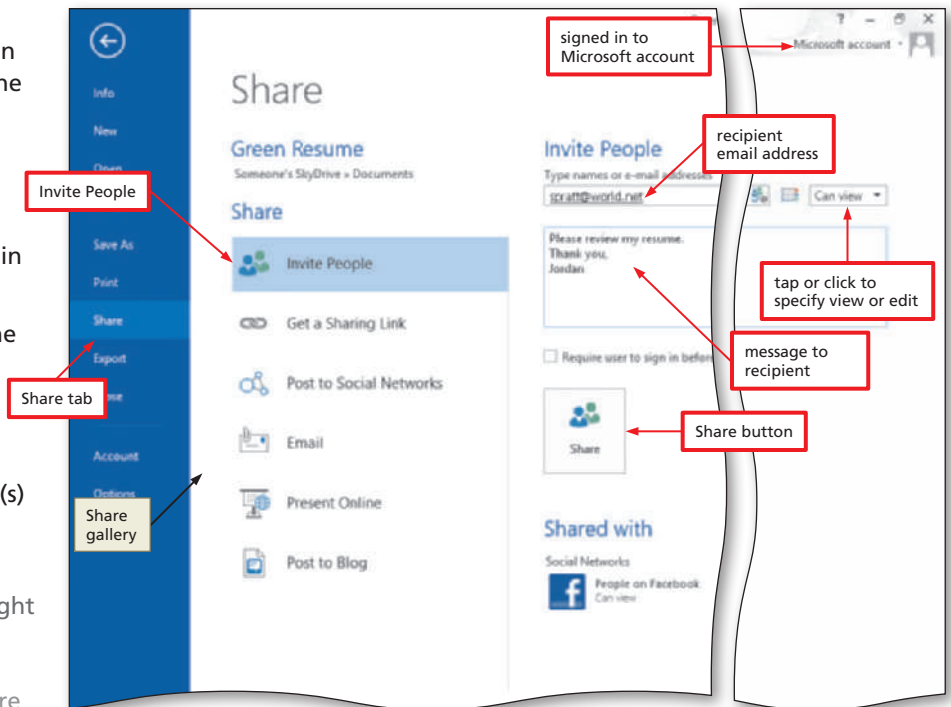 n
ne
in
ne
(s)
ght
re
signed in to
Microsoft account
? – X
Microsoft account
Info
New
Open
Save As
Print
Share
Export
Account
Options
Invite People
Share tab
Share
gallery
Share
Green Resume
Someone's SkyDrive » Documents
Share
Invite People
Get a Sharing Link
Post to Social Networks
Email
Present Online
Post to Blog
Invite People
Type names or e-mail addresses
spratt@world.net
Can view
recipient
email address
Please review my resume.
Thank you,
Jordan
tap or click to
specify view or edit
Require user to sign in befor
message to
recipient
Share
Share button
Shared with
Social Networks
f
People on Facebook
Can view